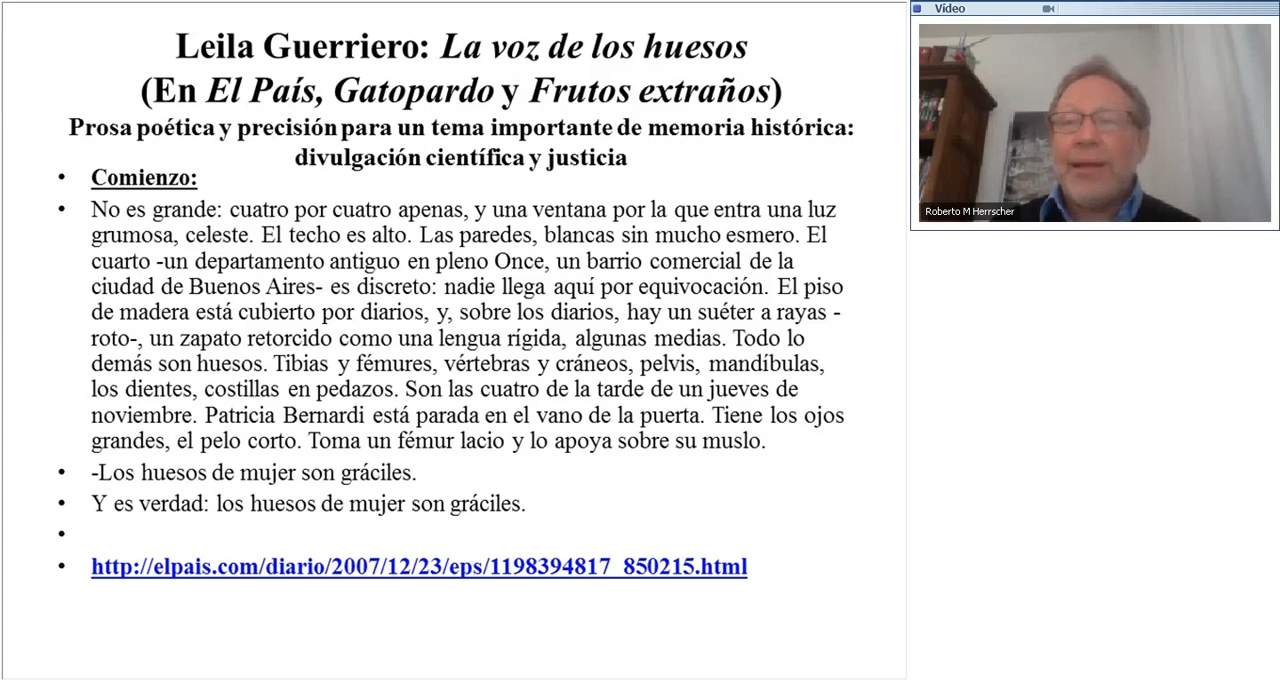 Leila Guerriero: La voz de los huesos
(En El País, Gatopardo y Frutos extraños)
Prosa poética y precisión para un tema importante de memoria histórica:
divulgación científica y justicia
• Comienzo:
• No es grande: cuatro por cuatro apenas, y una ventana por la que entra una luz
grumosa, celeste. El techo es alto. Las paredes, blancas sin mucho esmero. El
cuarto -un departamento antiguo en pleno Once, un barrio comercial de la
ciudad de Buenos Aires- es discreto: nadie llega aquí por equivocación. El piso
de madera está cubierto por diarios, y, sobre los diarios, hay un suéter a rayas -
roto-, un zapato retorcido como una lengua rígida, algunas medias. Todo lo
demás son huesos. Tibias y fémures, vértebras y cráneos, pelvis, mandíbulas,
los dientes, costillas en pedazos. Son las cuatro de la tarde de un jueves de
noviembre. Patricia Bernardi está parada en el vano de la puerta. Tiene los ojos
grandes, el pelo corto. Toma un fémur lacio y lo apoya sobre su muslo.
• -Los huesos de mujer son gráciles.
• Y es verdad: los huesos de mujer son gráciles.
•
• http://elpais.com/diario/2007/12/23/eps/1198394817_850215.html
Vídeo
Roberto M Herrscher